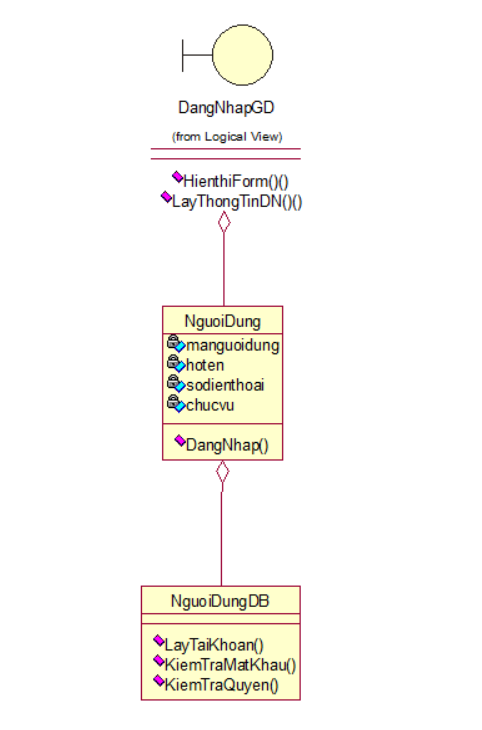 DangNhapGD
(from Logical View)
HienthiForm()()
LayThongTinDN()()
NguoiDung
manguoidung
hoten
sodienthoai
chucvu
DangNhap()
NguoiDungDB
LayTaiKhoan()
KiemTraMatKhau()
KiemTraQuyen()